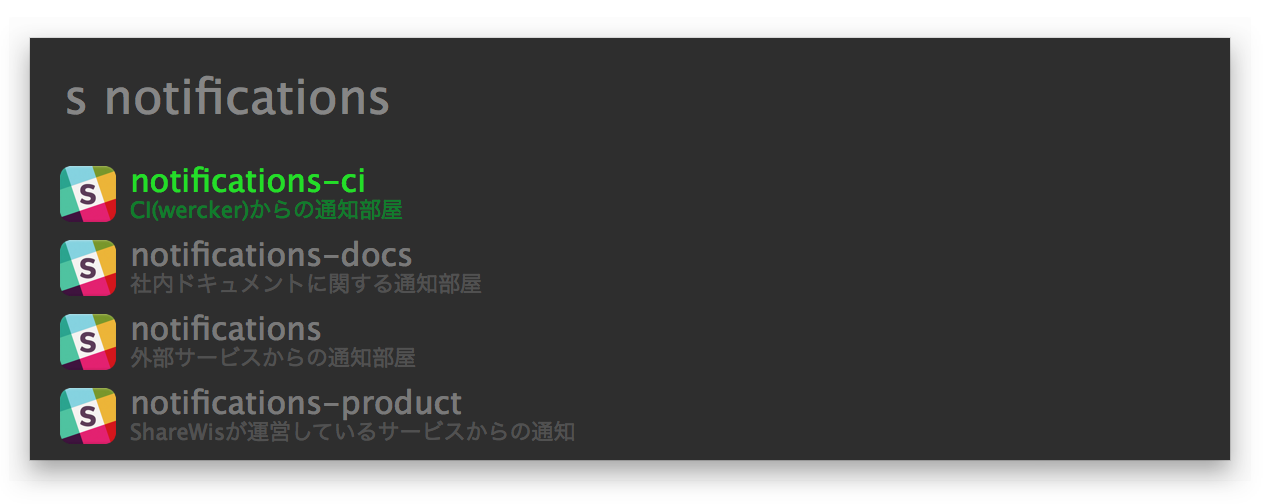 s notifications
S notifications-ci
CI(wercker)からの通知部屋
S notifications-docs
社内ドキュメントに関する通知部屋
S notifications
外部サービスからの通知部屋
S notifications-product
ShareWisが運営しているサービスからの通知